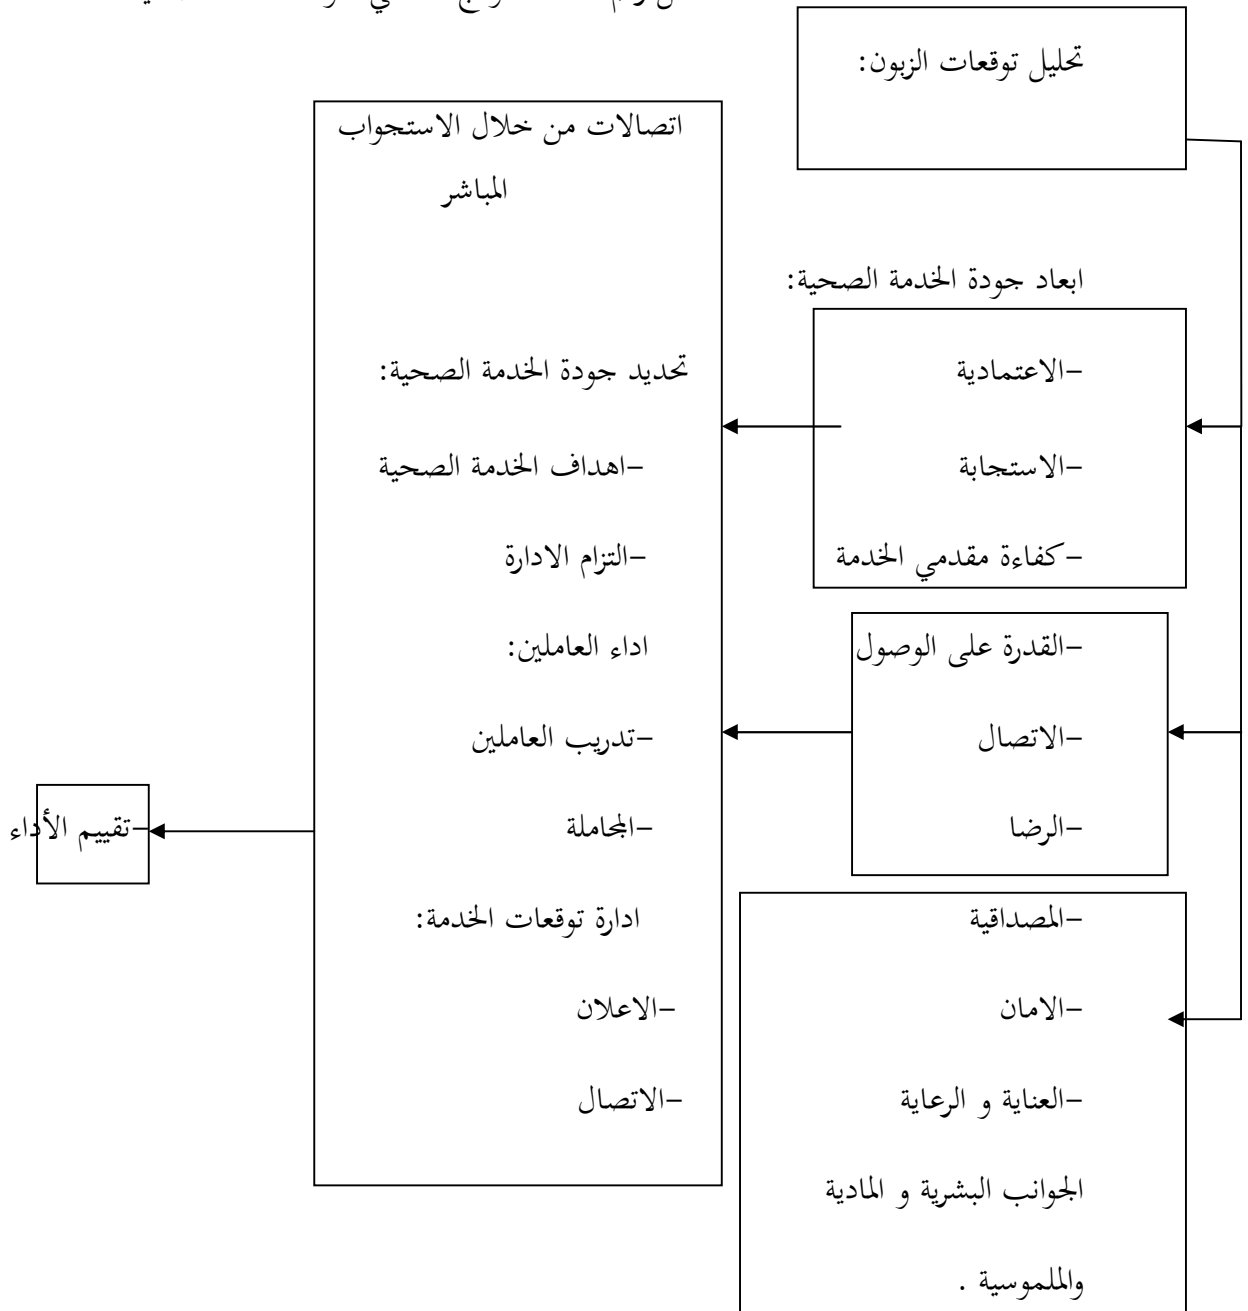 تحليل توقعات الزبون:
ابعاد جودة الخدمة الصحية:
-الاعتمادية
-الاستجابة
-كفاءة مقدمي الخدمة
-القدرة على الوصول
-الاتصال
-الرضا
-المصداقية
-الامان
-العناية و الرعاية
الجوانب البشرية و المادية
والملموسية .
اتصالات من خلال الاستجواب
المباشر
تحديد جودة الخدمة الصحية:
-اهداف الخدمة الصحية
-التزام الادارة
اداء العاملين:
-تدريب العاملين
-المجاملة
ادارة توقعات الخدمة:
-الاعلان
-الاتصال
-تقييم الأداء